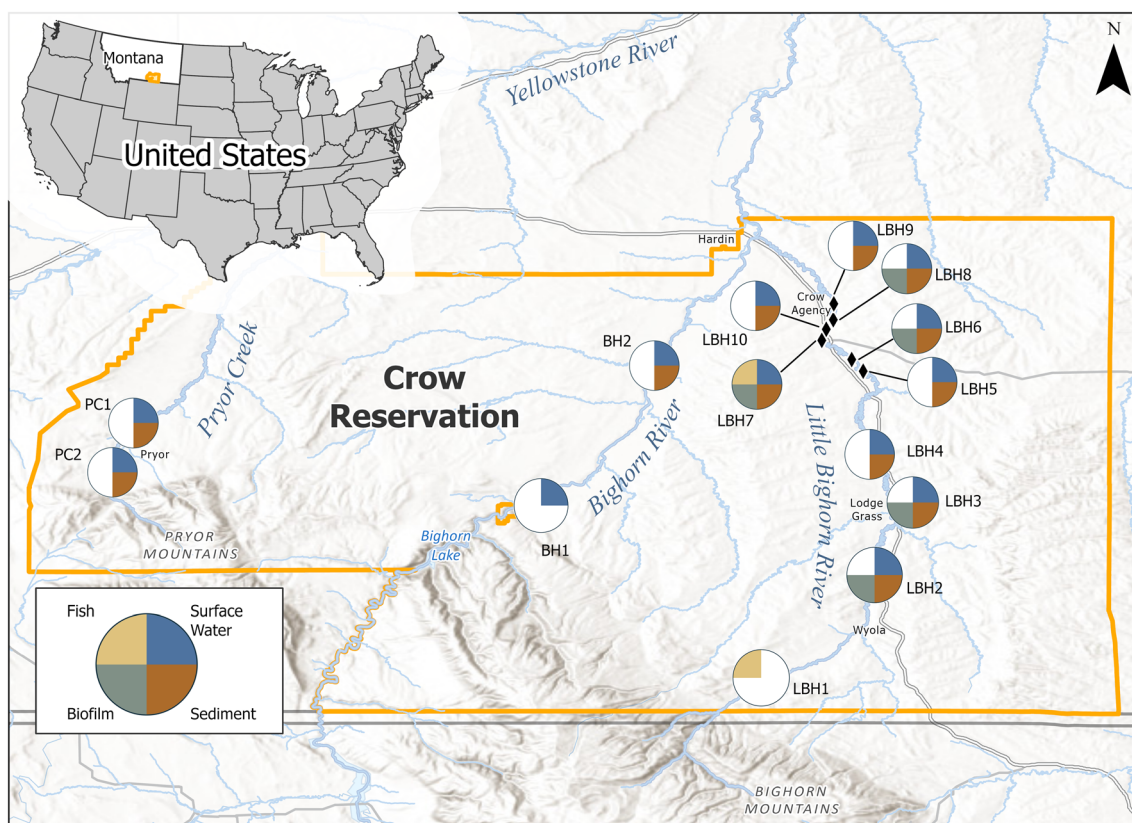 Montana
United States
N
Yellowstone River
Hardin
LBH9
LBH8
Crow
Agency
LBH10
LBH6
BH2
LBH5
LBH7
Crow
Reservation
Pryor Creek
PC1
Pryor
PC2
Bighorn River
Little Bighorn River
LBH4
Lodge
Grass
LBH3
PRYOR
MOUNTAINS
Bighorn
Lake
BH1
LBH2
Wyola
LBH1
Fish
Surface
Water
Biofilm
Sediment
BIGHORN
MOUNTAINS